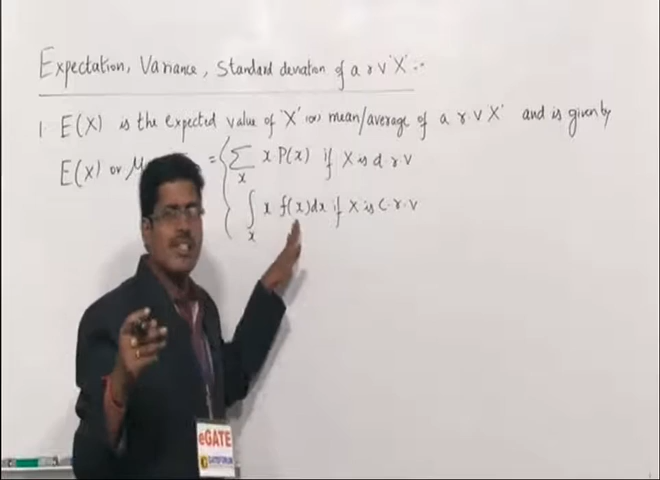 Expectation, Variance, Standard deviation of a r v 'X' :-
1 E(X) is the expected value of 'X' (or) mean/average of a r.v 'X' and is given by
E(X) or μ = { ∑ x P(x) if X is d.r.v
x
∫ x f(x)dx if X is C.r.v
x
eGATE
GATEFORUM